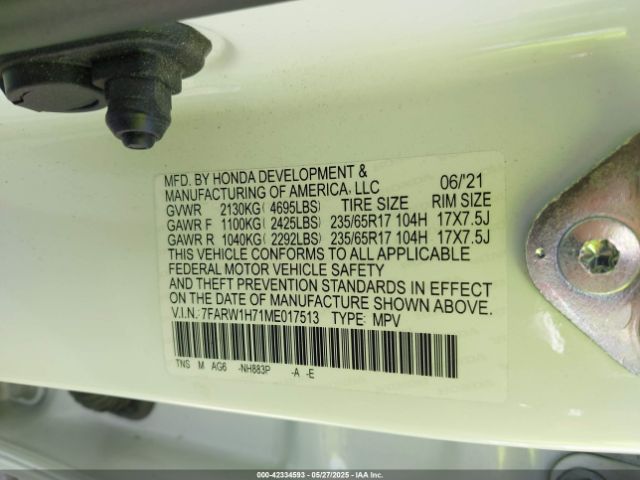 MFD. BY HONDA DEVELOPMENT &
MANUFACTURING OF AMERICA, LLC 06/'21
GVWR 2130KG( 4695LBS) TIRE SIZE RIM SIZE
GAWR F 1100KG( 2425LBS) 235/65R17 104H 17X7.5J
GAWR R 1040KG( 2292LBS) 235/65R17 104H 17X7.5J
THIS VEHICLE CONFORMS TO ALL APPLICABLE
FEDERAL MOTOR VEHICLE SAFETY
AND THEFT PREVENTION STANDARDS IN EFFECT
ON THE DATE OF MANUFACTURE SHOWN ABOVE.
V.I.N.:7FARW1H71ME017513 TYPE: MPV
TNS M AG6 -NH883P -A -E
000-42334593 - 05/27/2025 - IAA Inc.